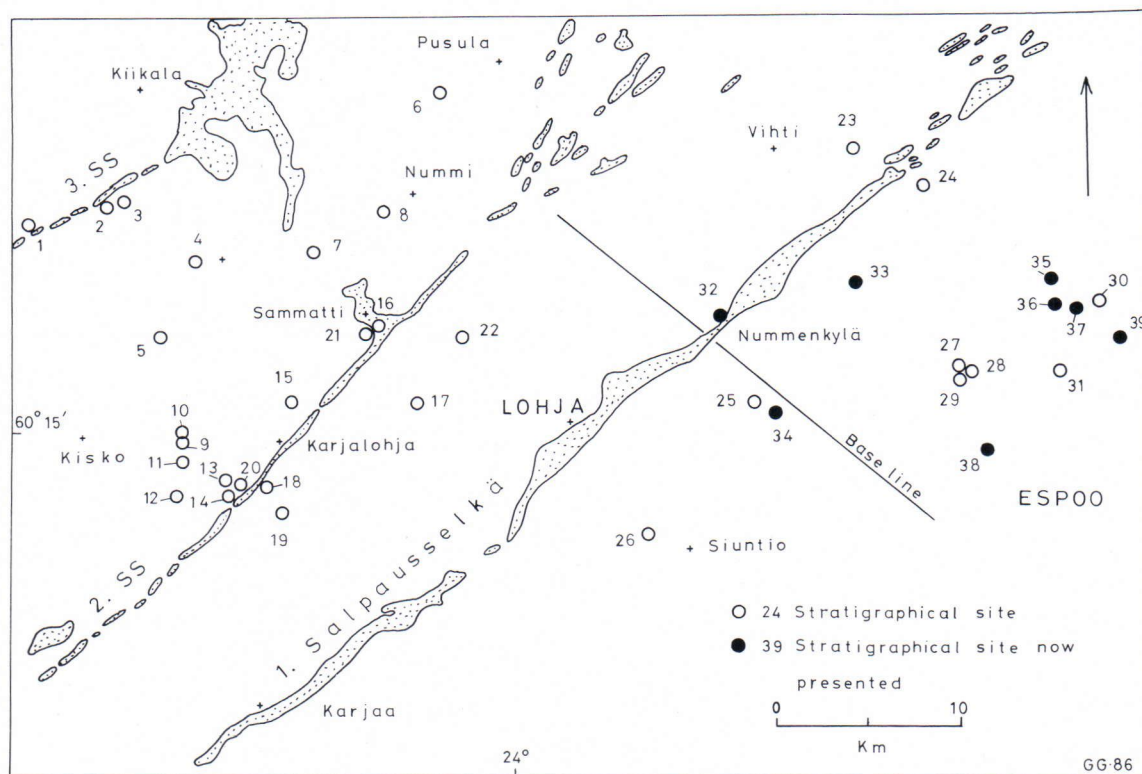 Pusula
Kiikala
6
Vihti
23
3. SS
Nummi
24
1
2
3
8
4
7
33
35
30
36
37
39
32
Sammatti
16
21
22
Nummenkylä
5
27
28
29
31
15
17
25
34
LOHJA
60° 15'
10
9
Kisko
11
Karjalohja
13
20
18
12
14
19
38
Base line
ESPOO
26
Siuntio
2. SS
1. Salpausselkä
24 Stratigraphical site
39 Stratigraphical site now
presented
0 10
Km
Karjaa
24°
GG-86